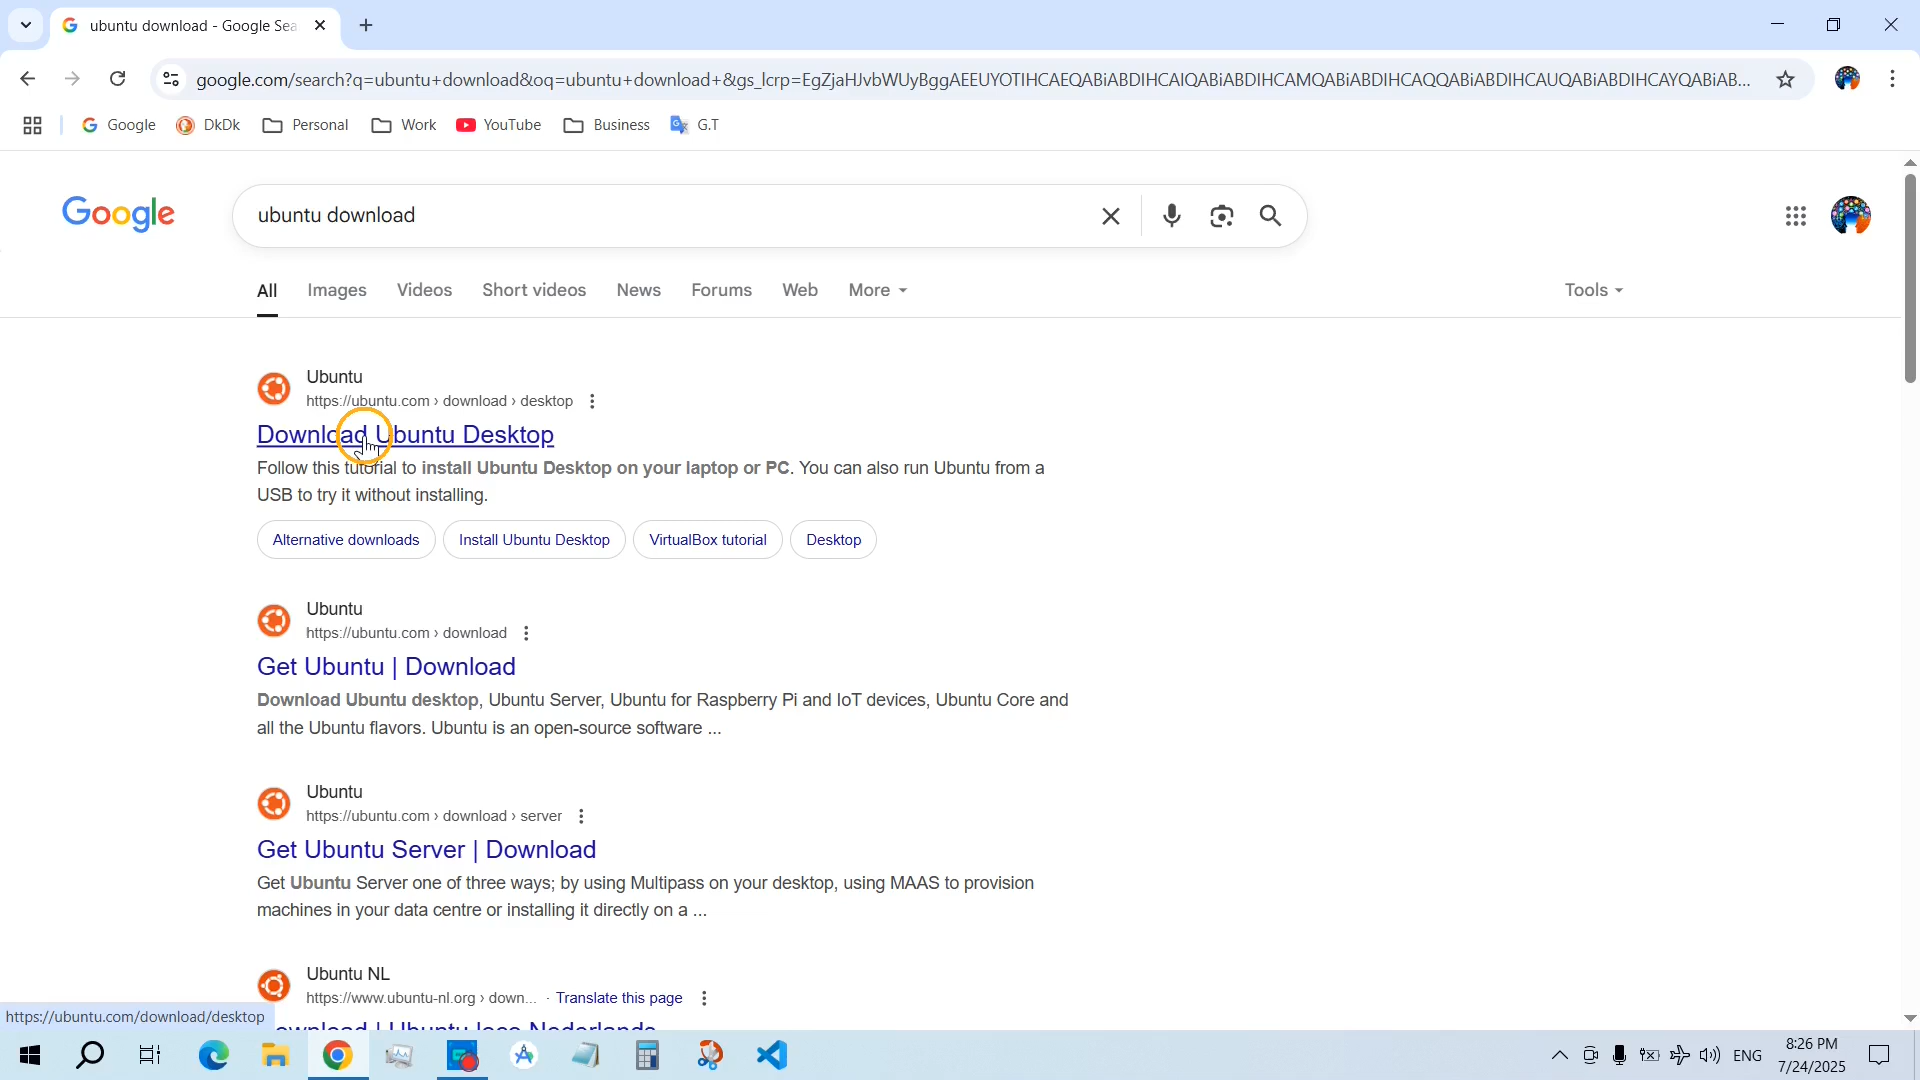 ubuntu download - Google Sea
google.com/search?q=ubuntu+download&oq=ubuntu+download+&gs_lcrp=EgZjaHJvbWUyBggAEEUYOTIHCAEQABiABDIHCAIQABiABDIHCAMQABiABDIHCAQQABiABDIHCAUQABiABDIHCAYQABiAB...
Google DkDk Personal Work YouTube Business G.T
Google ubuntu download
All Images Videos Short videos News Forums Web More Tools
Ubuntu
https://ubuntu.com › download › desktop
Download Ubuntu Desktop
Follow this tutorial to install Ubuntu Desktop on your laptop or PC. You can also run Ubuntu from a
USB to try it without installing.
Alternative downloads Install Ubuntu Desktop VirtualBox tutorial Desktop
Ubuntu
https://ubuntu.com › download
Get Ubuntu | Download
Download Ubuntu desktop, Ubuntu Server, Ubuntu for Raspberry Pi and IoT devices, Ubuntu Core and
all the Ubuntu flavors. Ubuntu is an open-source software ...
Ubuntu
https://ubuntu.com › download › server
Get Ubuntu Server | Download
Get Ubuntu Server one of three ways; by using Multipass on your desktop, using MAAS to provision
machines in your data centre or installing it directly on a ...
Ubuntu NL
https://www.ubuntu-nl.org › down... · Translate this page
https://ubuntu.com/download/desktop
ownload | Ubuntu loco Nederlands
ENG
8:26 PM
7/24/2025